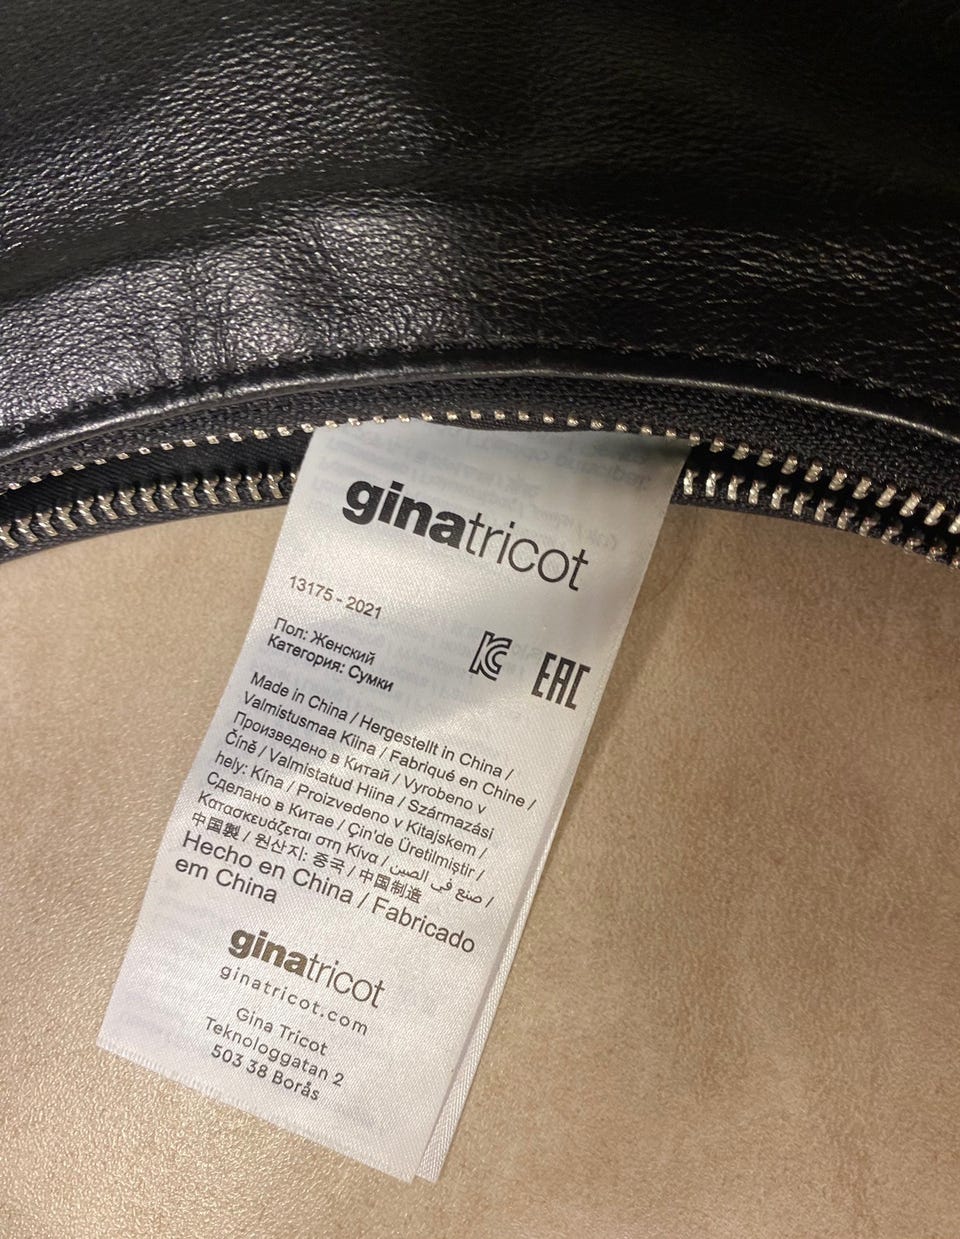 ginatricot
13175 - 2021
Пол: Женский
Категория: Сумки
EAC
Made in China / Hergestellt in China /
Valmistusmaa Kiina / Fabriqué en Chine /
Произведено в Китай / Vyrobeno v
Číně / Valmistatud Hiina / Származási
hely: Kína / Proizvedeno v Kitajskem /
Сделано в Китае / Çin'de Üretilmiştir /
Κατασκευάζεται στη Κίνα / صنع في الصين /
中国製 / 원산지: 중국 / 中国制造
Hecho en China / Fabricado
em China
ginatricot
ginatricot.com
Gina Tricot
Teknologgatan 2
503 38 Borås